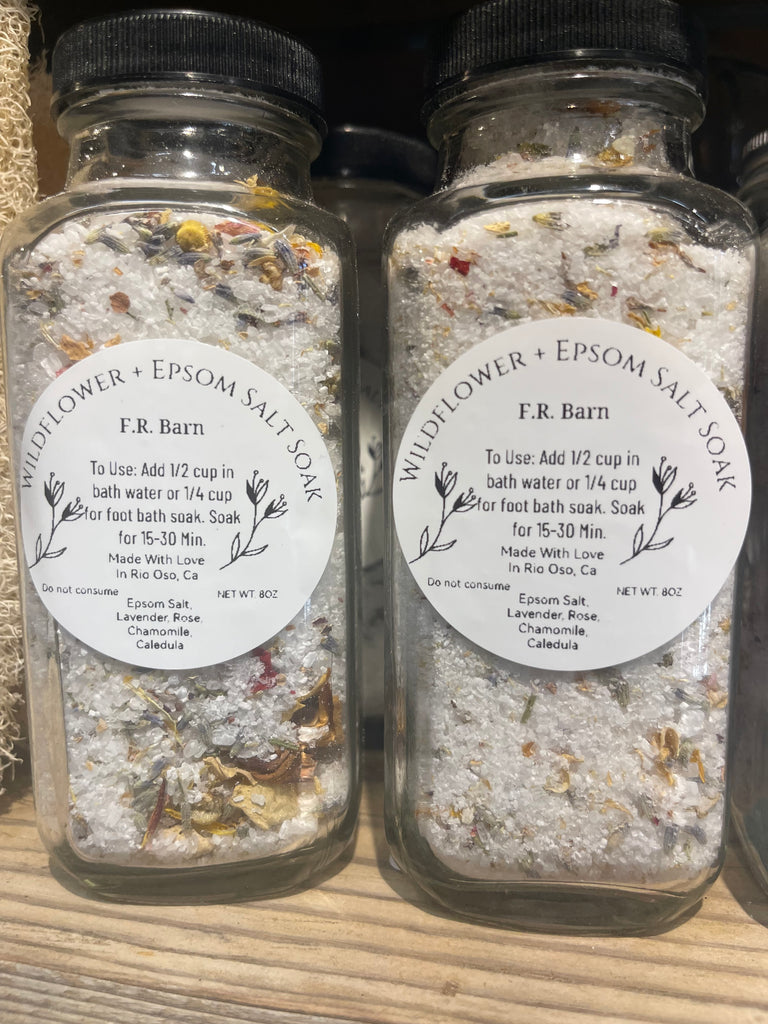 WILDFLOWER + EPSOM SALT SOAK
F.R. Barn
To Use: Add 1/2 cup in
bath water or 1/4 cup
for foot bath soak. Soak
for 15-30 Min.
Made With Love
In Rio Oso, Ca
Do not consume
NET WT. 8OZ
Epsom Salt,
Lavender, Rose,
Chamomile,
Caledula
WILDFLOWER + EPSOM SALT SOAK
F.R. Barn
To Use: Add 1/2 cup in
bath water or 1/4 cup
for foot bath soak. Soak
for 15-30 Min.
Made With Love
In Rio Oso, Ca
Do not consume
NET WT. 8OZ
Epsom Salt,
Lavender, Rose,
Chamomile,
Caledula